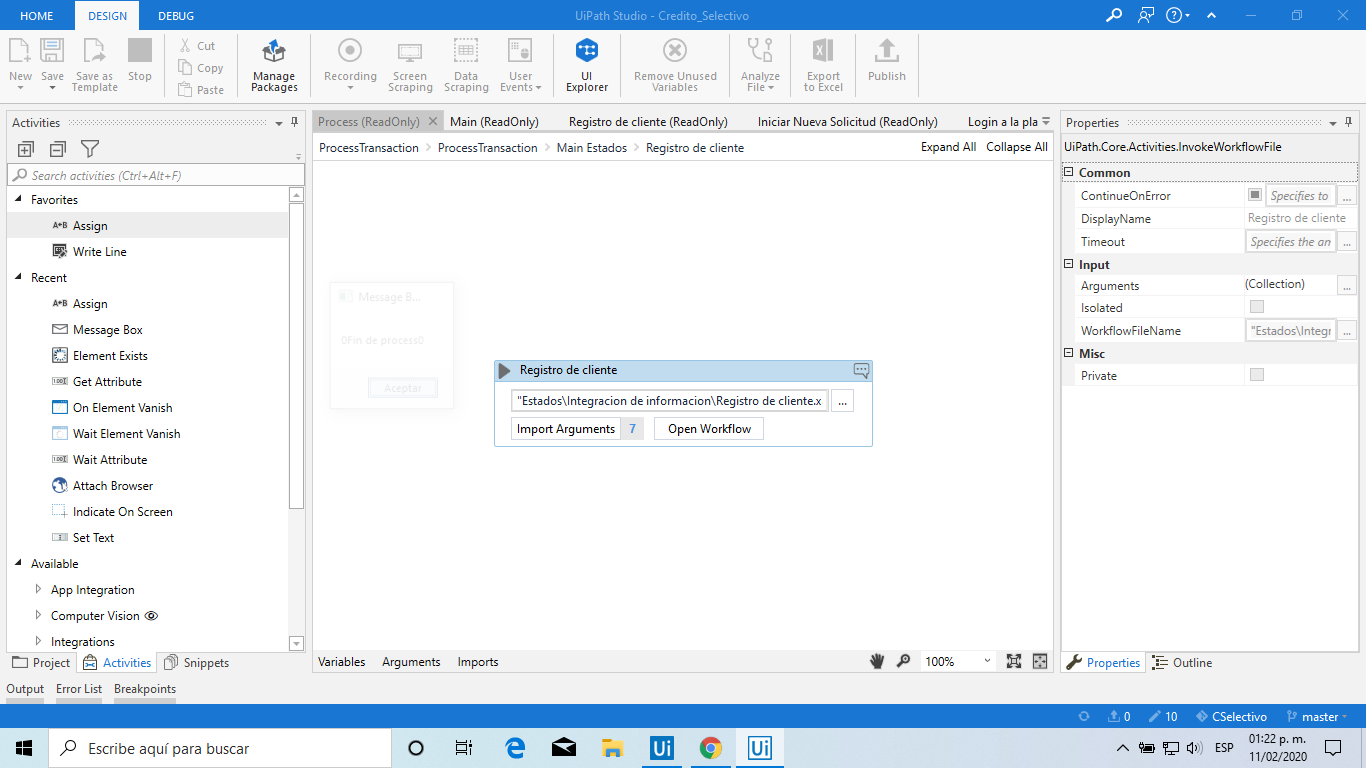 HOME DESIGN DEBUG UiPath Studio - Credito_Selectivo
New Save Save as Template Stop
Cut
Copy
Paste
Manage Packages
Recording
Screen Scraping
Data Scraping
User Events
UI Explorer
Remove Unused Variables
Analyze File
Export to Excel
Publish
Activities
Search activities (Ctrl+Alt+F)
Favorites
A+B Assign
Write Line
Recent
A+B Assign
Message Box
Element Exists
Get Attribute
On Element Vanish
Wait Element Vanish
Wait Attribute
Attach Browser
Indicate On Screen
Set Text
Available
App Integration
Computer Vision
Integrations
Project Activities Snippets
Process (ReadOnly) Main (ReadOnly) Registro de cliente (ReadOnly) Iniciar Nueva Solicitud (ReadOnly) Login a la pla
ProcessTransaction > ProcessTransaction > Main Estados > Registro de cliente Expand All Collapse All
Message B...
0Fin de process0
Aceptar
Registro de cliente
"Estados\Integracion de informacion\Registro de cliente.x ...
Import Arguments 7 Open Workflow
Variables Arguments Imports 100%
Properties
UiPath.Core.Activities.InvokeWorkflowFile
Common
ContinueOnError Specifies to ...
DisplayName Registro de cliente
Timeout Specifies the an ...
Input
Arguments (Collection) ...
Isolated
WorkflowFileName "Estados\Integr ...
Misc
Private
Properties Outline
Output Error List Breakpoints
0 10 CSelectivo master
Escribe aquí para buscar
Ui Ui
ESP
01:22 p. m.
11/02/2020